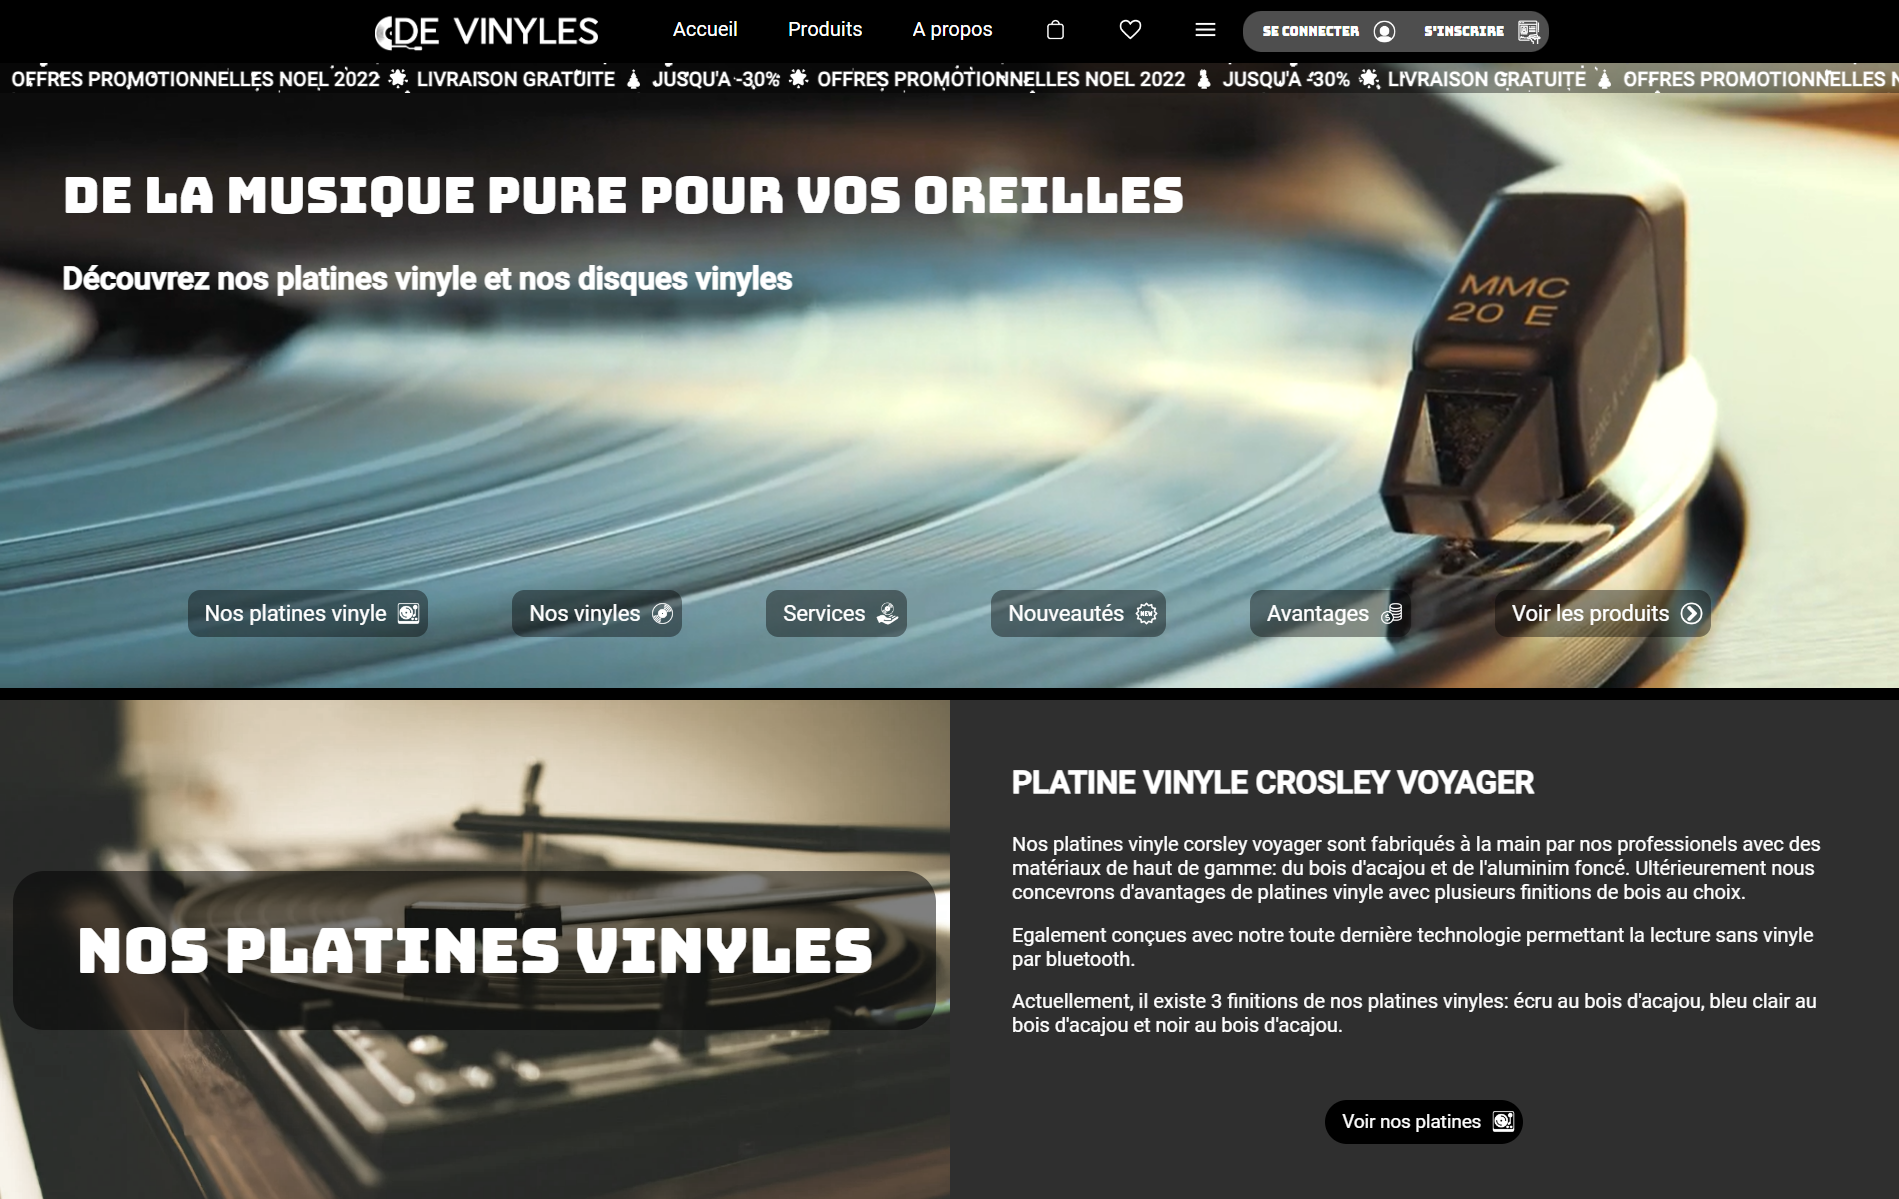 DE VINYLES
Accueil
Produits
A propos
SE CONNECTER
S'INSCRIRE
OFFRES PROMOTIONNELLES NOEL 2022 LIVRAISON GRATUITE JUSQU'A -30% OFFRES PROMOTIONNELLES NOEL 2022 JUSQU'A -30% LIVRAISON GRATUITE OFFRES PROMOTIONNELLES N
DE LA MUSIQUE PURE POUR VOS OREILLES
Découvrez nos platines vinyle et nos disques vinyles
MMC
20 E
Nos platines vinyle
Nos vinyles
Services
Nouveautés
NEW
Avantages
Voir les produits
NOS PLATINES VINYLES
PLATINE VINYLE CROSLEY VOYAGER
Nos platines vinyle corsley voyager sont fabriqués à la main par nos professionels avec des
matériaux de haut de gamme: du bois d'acajou et de l'aluminim foncé. Ultérieurement nous
concevrons d'avantages de platines vinyle avec plusieurs finitions de bois au choix.
Egalement conçues avec notre toute dernière technologie permettant la lecture sans vinyle
par bluetooth.
Actuellement, il existe 3 finitions de nos platines vinyles: écru au bois d'acajou, bleu clair au
bois d'acajou et noir au bois d'acajou.
Voir nos platines